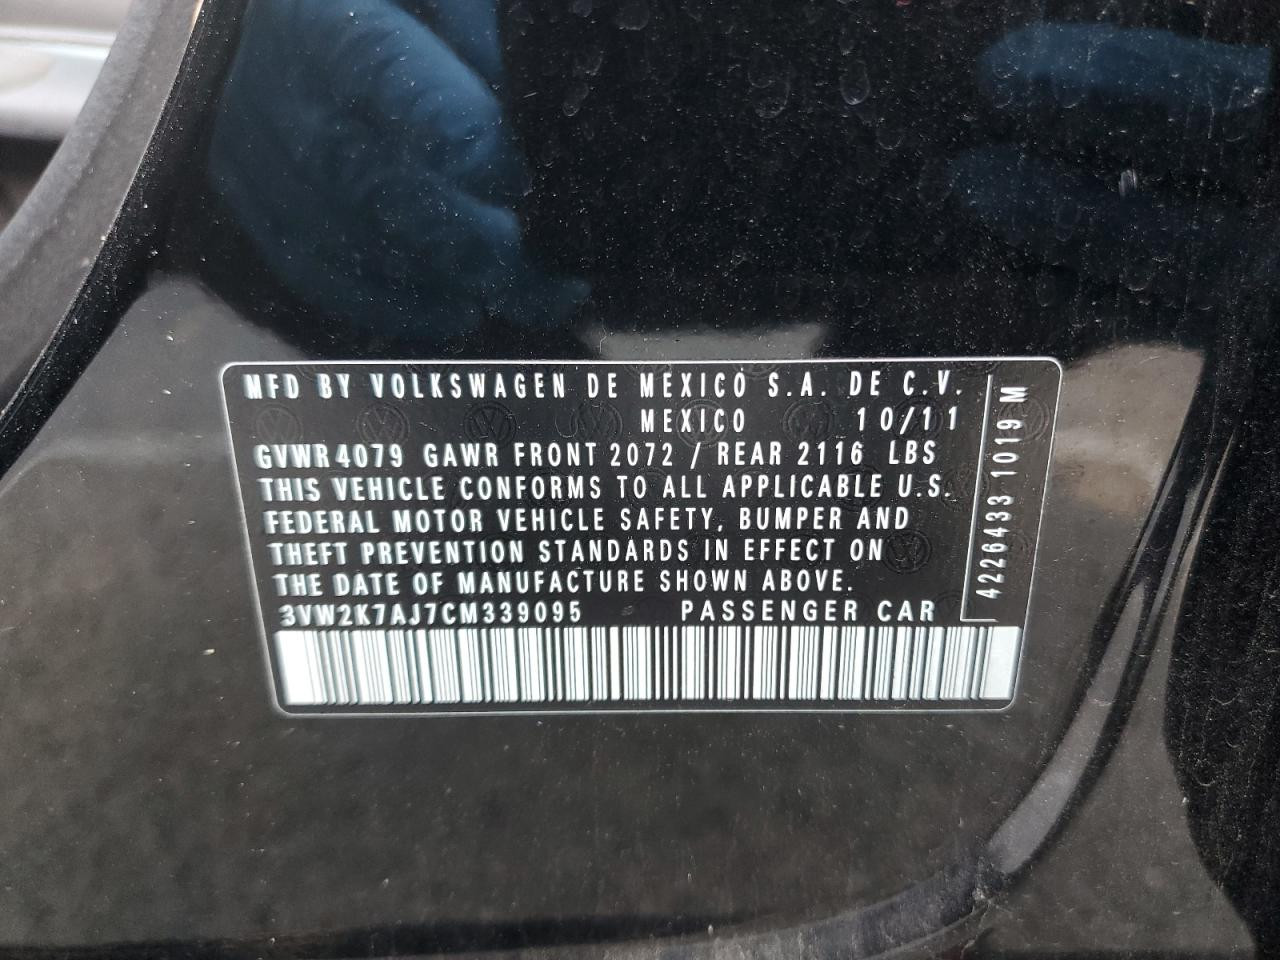 MFD BY VOLKSWAGEN DE MEXICO S.A. DE C.V.
MEXICO 10/11
GVWR 4079 GAWR FRONT 2072 / REAR 2116 LBS
THIS VEHICLE CONFORMS TO ALL APPLICABLE U.S.
FEDERAL MOTOR VEHICLE SAFETY, BUMPER AND
THEFT PREVENTION STANDARDS IN EFFECT ON
THE DATE OF MANUFACTURE SHOWN ABOVE.
3VW2K7AJ7CM339095 PASSENGER CAR
4226433 1019 M